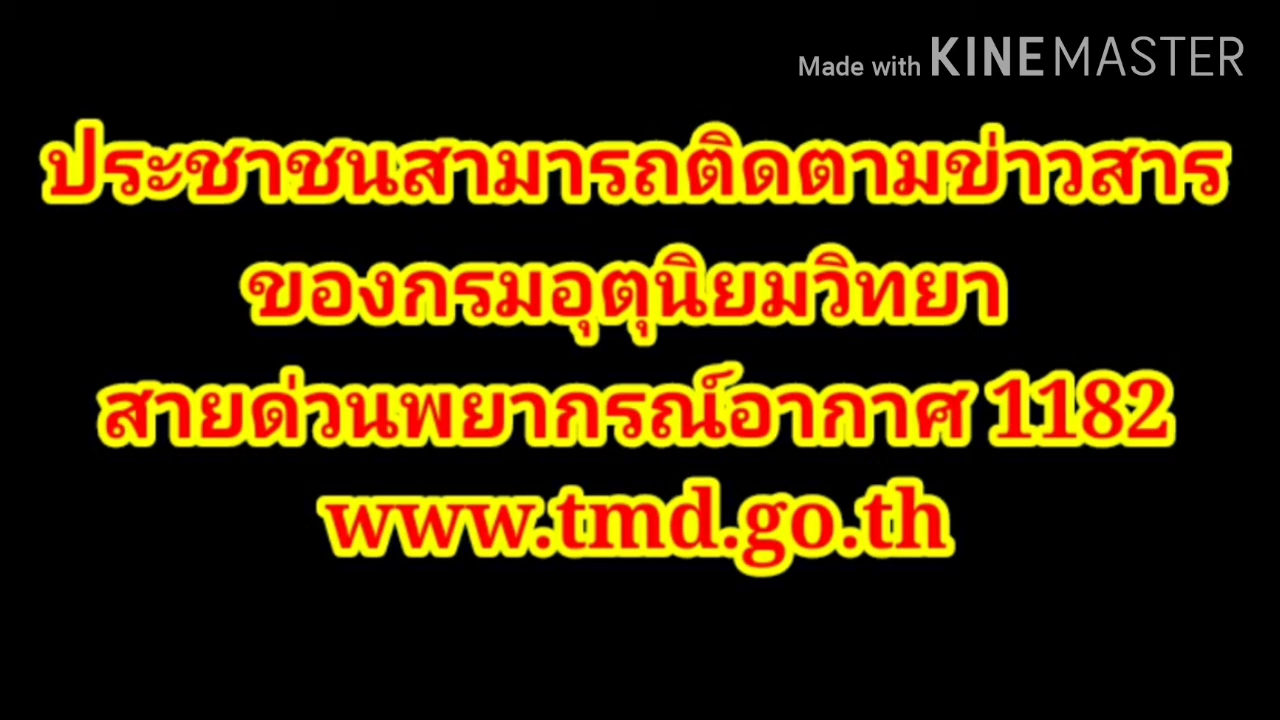 Made with KINEMASTER
ประชาชนสามารถติดตามข่าวสาร
ของกรมอุตุนิยมวิทยา
สายด่วนพยากรณ์อากาศ 1182
www.tmd.go.th